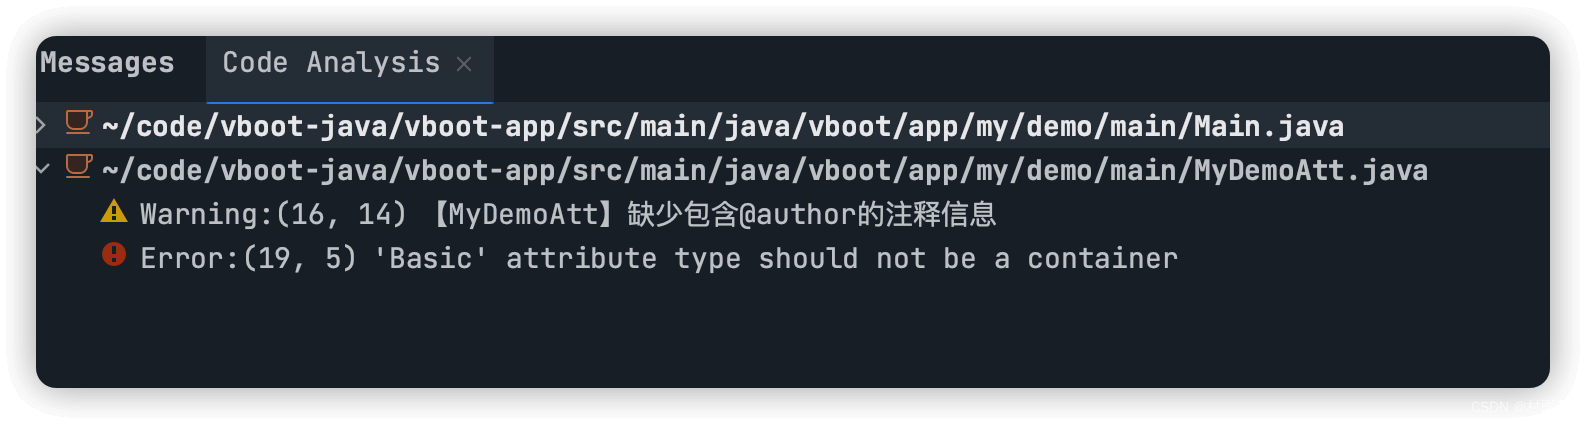 Messages Code Analysis
~/code/vboot-java/vboot-app/src/main/java/vboot/app/my/demo/main/Main.java
~/code/vboot-java/vboot-app/src/main/java/vboot/app/my/demo/main/MyDemoAtt.java
Warning:(16, 14) 【MyDemoAtt】缺少包含@author的注释信息
Error:(19, 5) 'Basic' attribute type should not be a container
CSDN